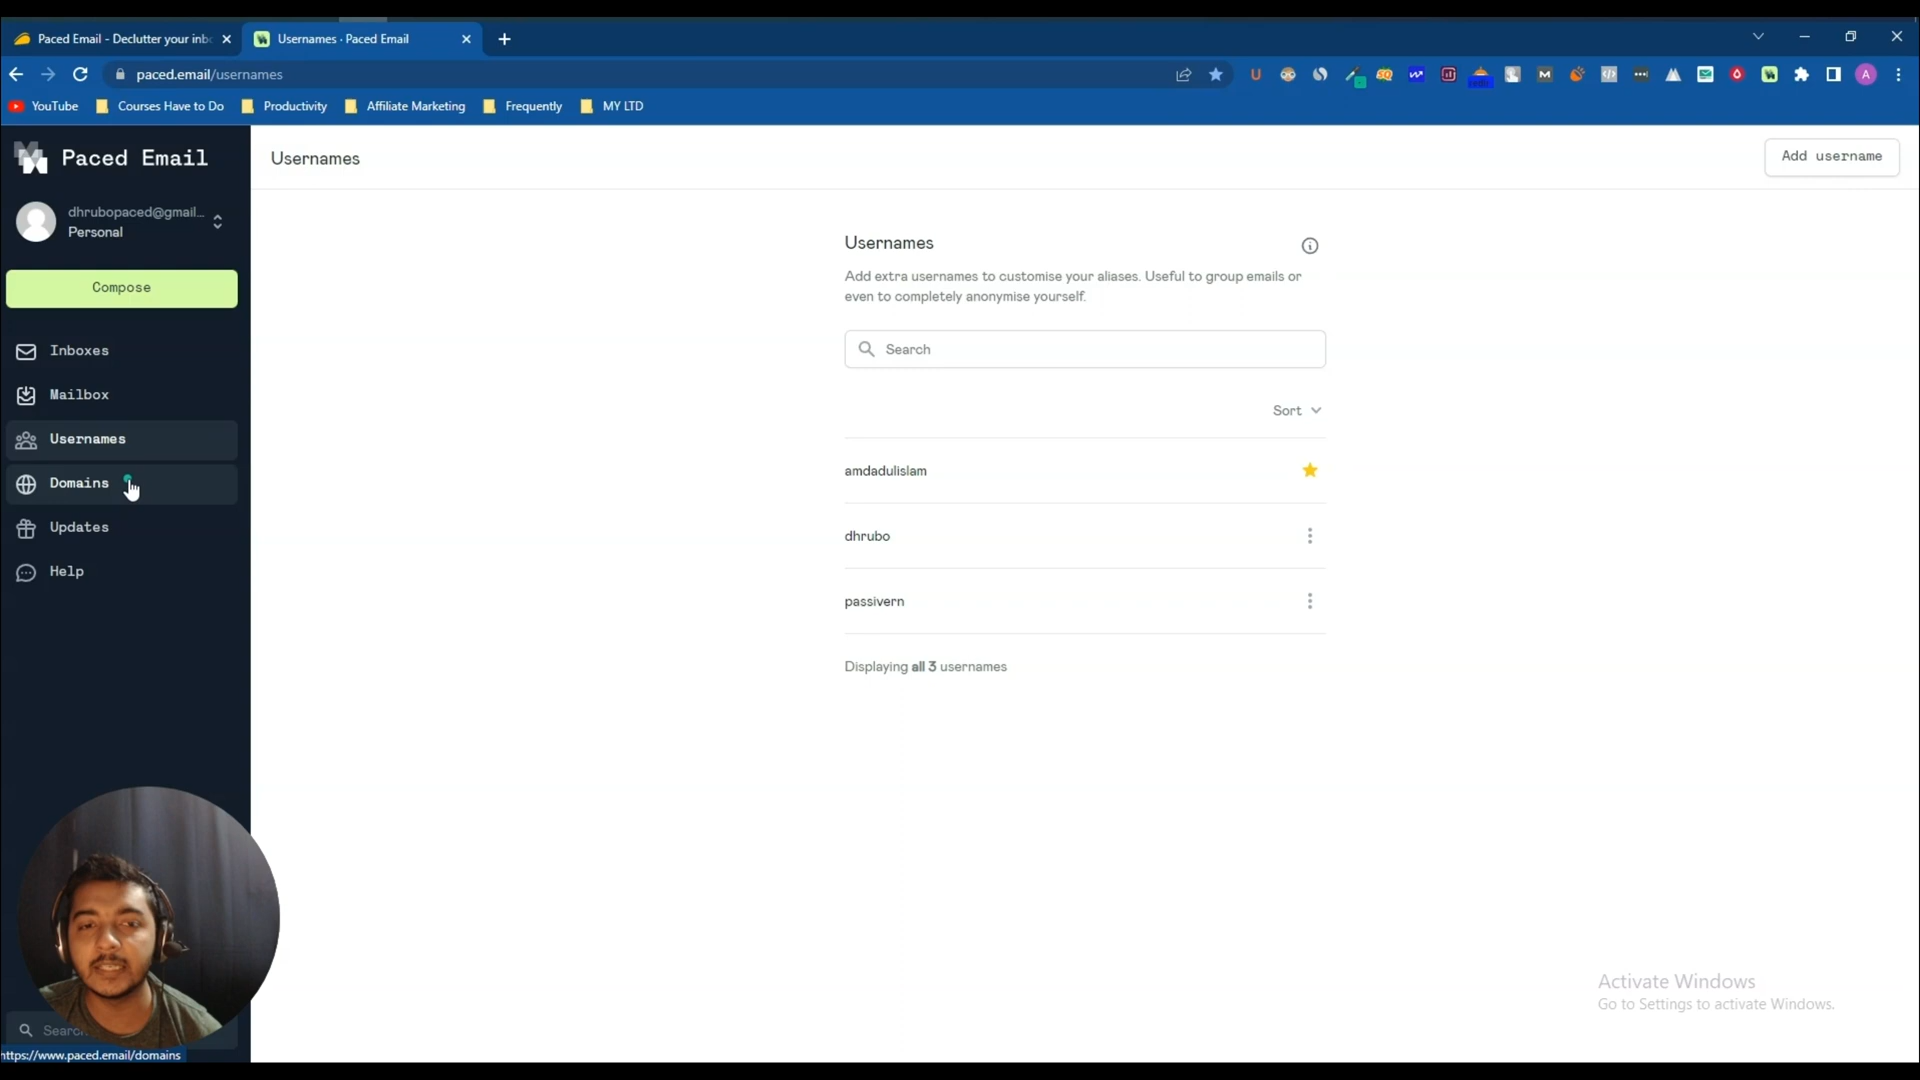 Paced Email - Declutter your inb
Usernames · Paced Email
paced.email/usernames
YouTube
Courses Have to Do
Productivity
Affiliate Marketing
Frequently
MY LTD
Paced Email
dhrubopaced@gmail...
Personal
Compose
Inboxes
Mailbox
Usernames
Domains
Updates
Help
Search
https://www.paced.email/domains
Usernames
Add username
Usernames
Add extra usernames to customise your aliases. Useful to group emails or
even to completely anonymise yourself.
Search
Sort
amdadulislam
dhrubo
passivern
Displaying all 3 usernames
Activate Windows
Go to Settings to activate Windows.